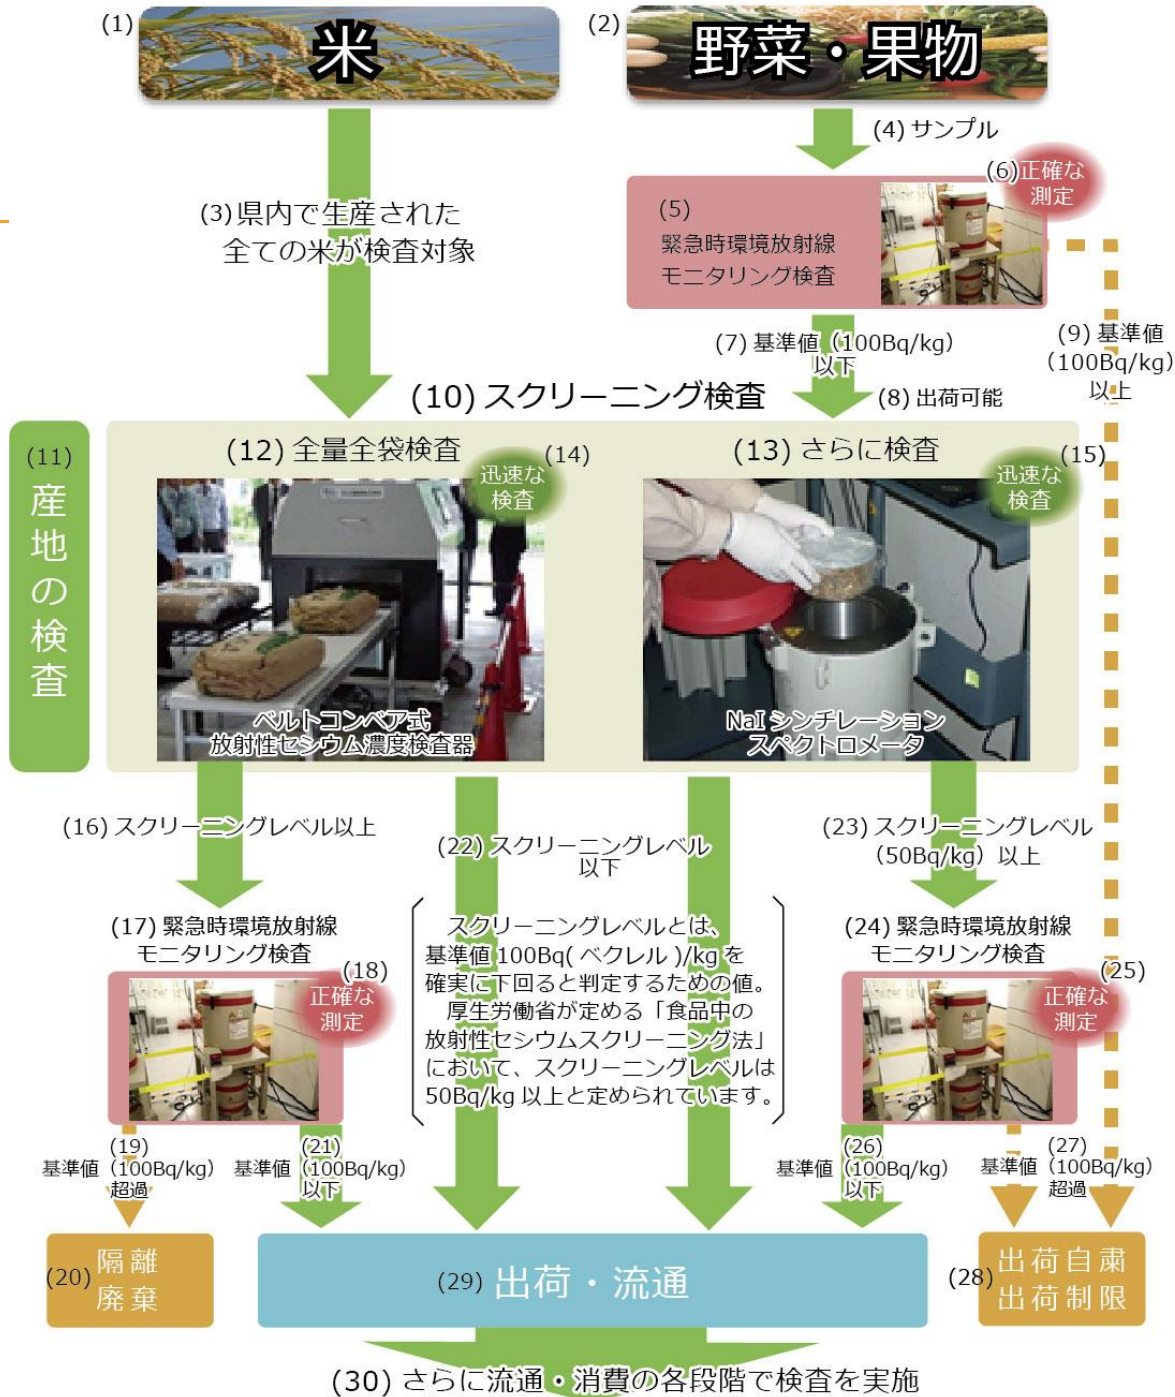 (1)
米
(2)
野菜・果物
(3) 県内で生産された
全ての米が検査対象
(4) サンプル
(5)
緊急時環境放射線
モニタリング検査
(6) 正確な
測定
(7) 基準値（100Bq/kg）
以下
(8) 出荷可能
(9) 基準値
（100Bq/kg）
以上
(10) スクリーニング検査
(11)
産地の検査
(12) 全量全袋検査
(13) さらに検査
(14)
迅速な
検査
(15)
迅速な
検査
ベルトコンベア式
放射性セシウム濃度検査器
NaI シンチレーション
スペクトロメータ
(16) スクリーニングレベル以上
(17) 緊急時環境放射線
モニタリング検査
(18)
正確な
測定
(19)
基準値（100Bq/kg）
超過
(20) 隔離
廃棄
(21)
基準値（100Bq/kg）
以下
(22) スクリーニングレベル
以下
スクリーニングレベルとは、
基準値 100Bq( ベクレル )/kg を
確実に下回ると判定するための値。
厚生労働省が定める「食品中の
放射性セシウムスクリーニング法」
において、スクリーニングレベルは
50Bq/kg 以上と定められています。
(23) スクリーニングレベル
（50Bq/kg）以上
(24) 緊急時環境放射線
モニタリング検査
(25)
正確な
測定
(26)
基準値（100Bq/kg）
以下
(27)
基準値（100Bq/kg）
超過
(28) 出荷自粛
出荷制限
(29) 出荷・流通
(30) さらに流通・消費の各段階で検査を実施